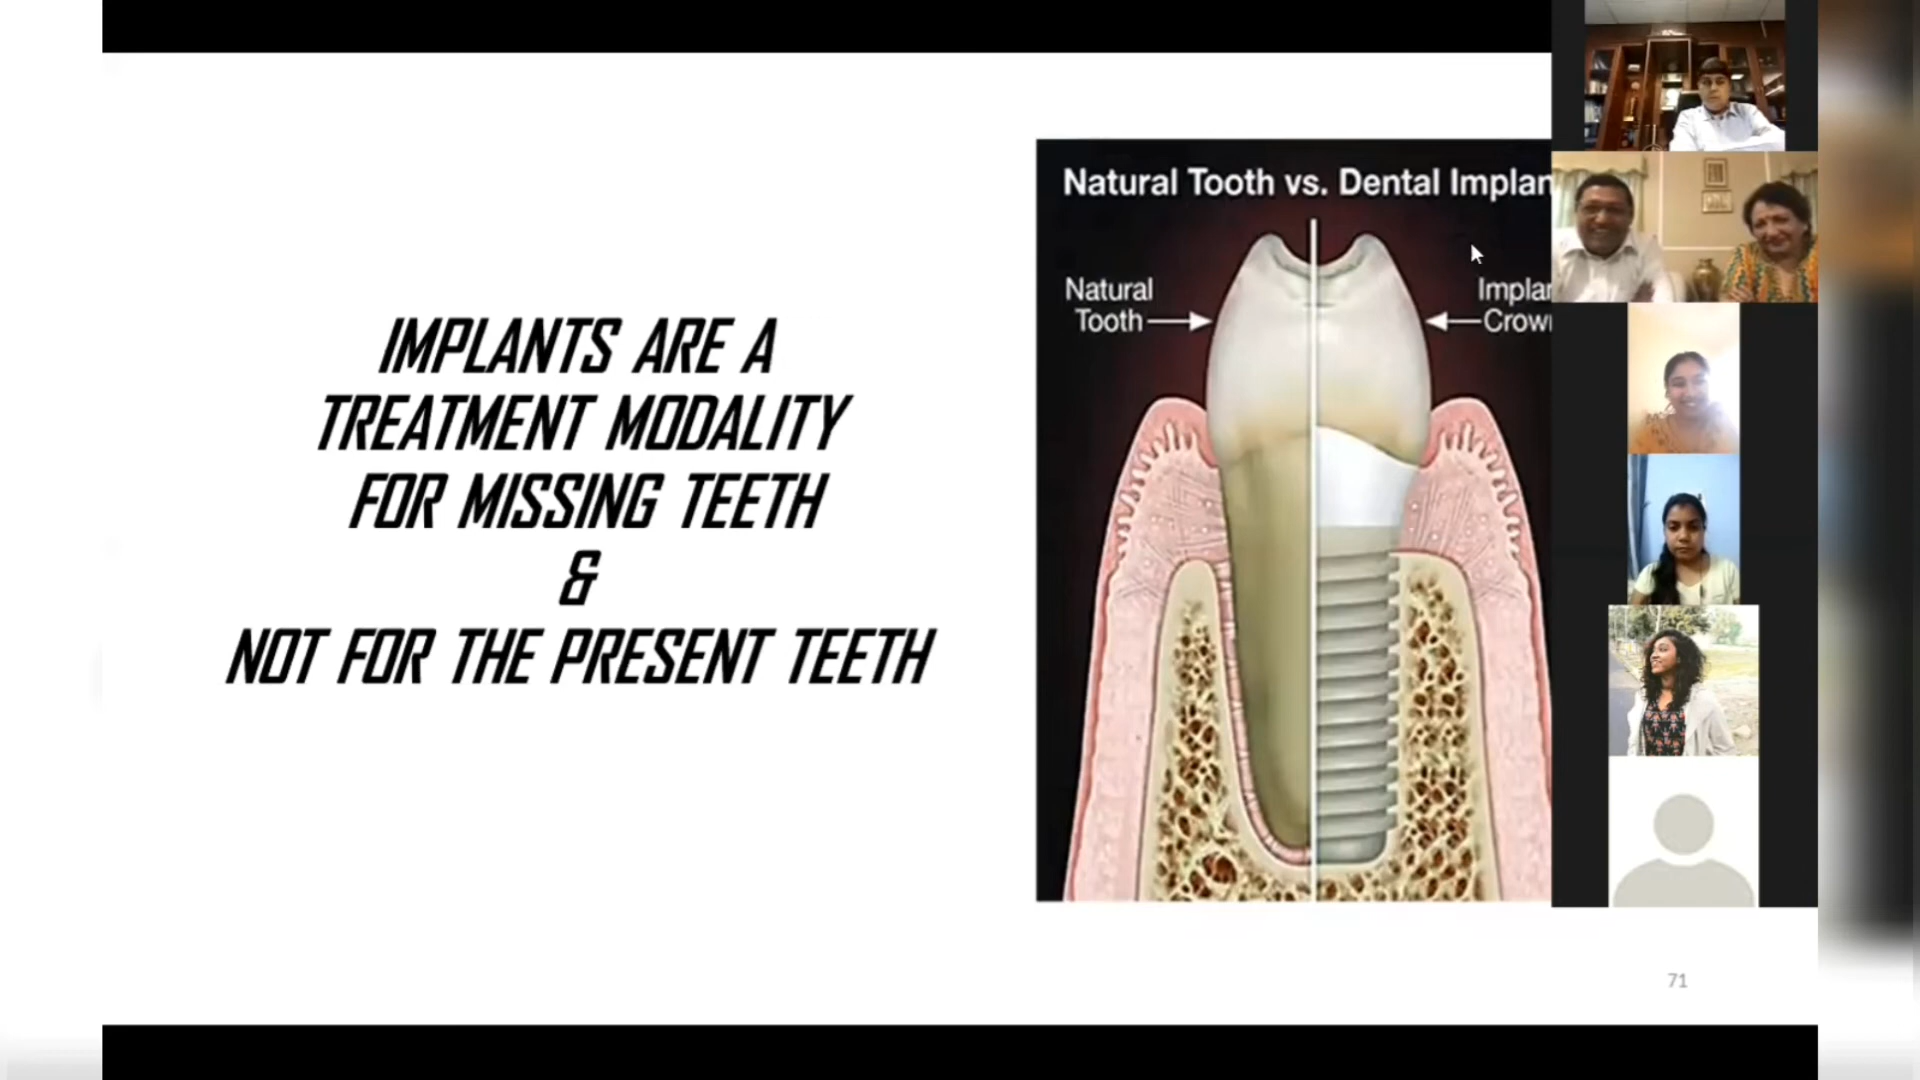 IMPLANTS ARE A
TREATMENT MODALITY
FOR MISSING TEETH
&
NOT FOR THE PRESENT TEETH
Natural Tooth vs. Dental Implan
Natural
Tooth
Implan
Crow
71